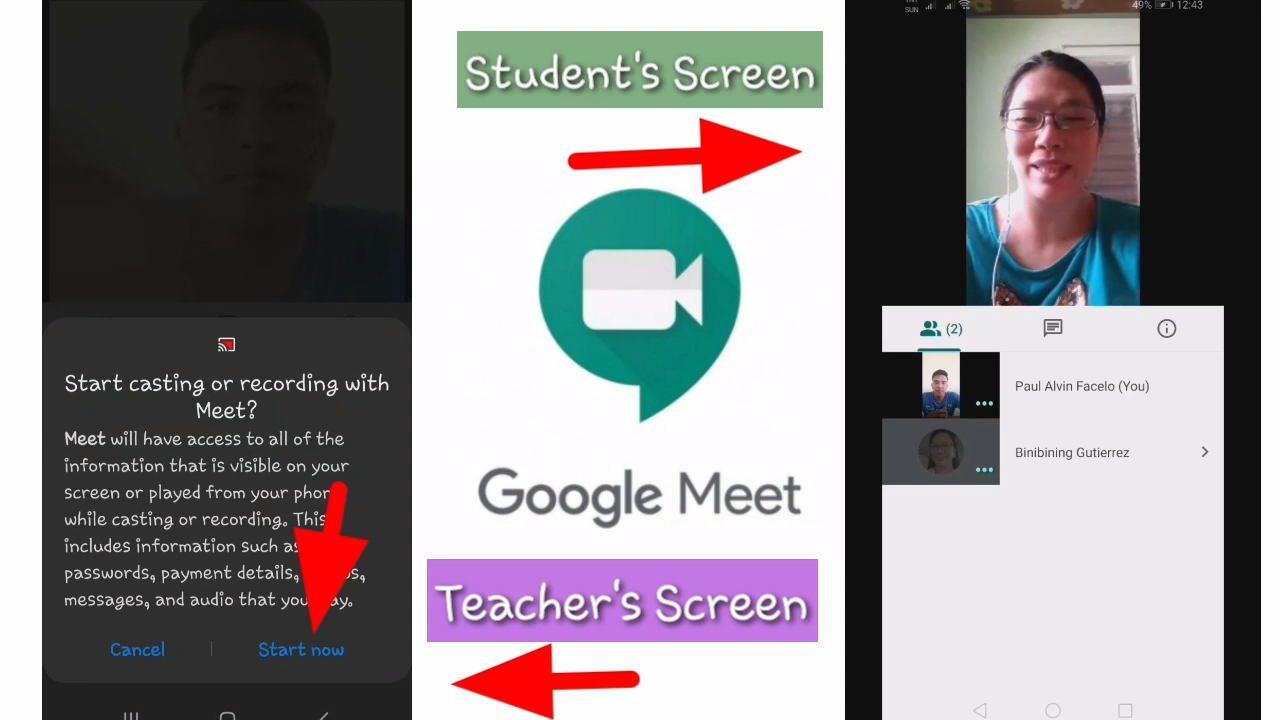 Start casting or recording with
Meet?
Meet will have access to all of the
information that is visible on your
screen or played from your
while casting or recording. This
includes information such as
passwords, payment details,
messages, and audio that you
Cancel
Start now
Student's Screen
Google Meet
Teacher's Screen
SUN
49%
12:43
(2)
Paul Alvin Facelo (You)
Binibining Gutierrez